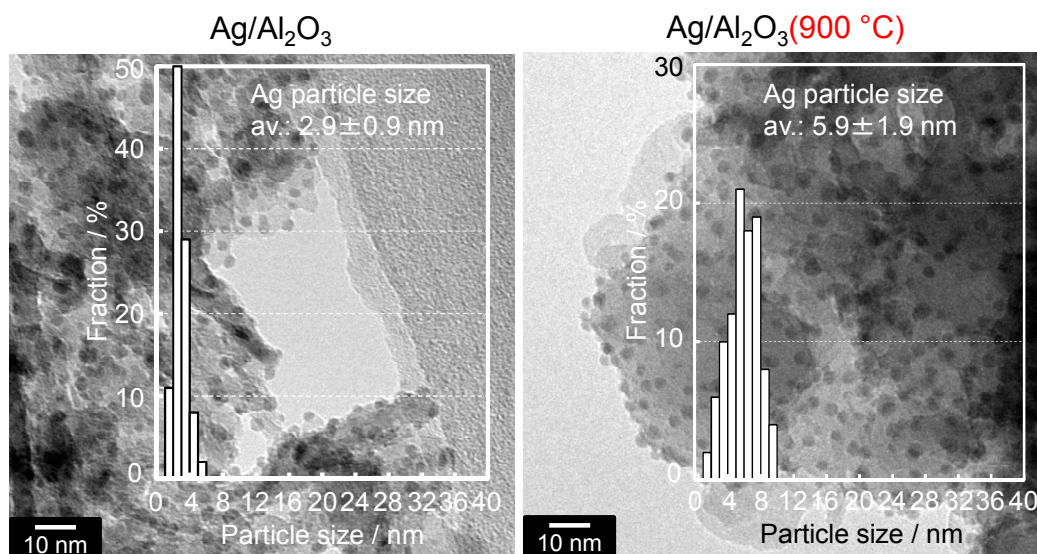 Ag/Al₂O₃
50
Ag particle size
av.: 2.9±0.9 nm
40
30
20
10
0
Fraction / %
0 4 8 12 16 20 24 28 32 36 40
Particle size / nm
10 nm
Ag/Al₂O₃(900 °C)
30
Ag particle size
av.: 5.9±1.9 nm
20
10
0
Fraction / %
0 4 8 12 16 20 24 28 32 36 40
Particle size / nm
10 nm